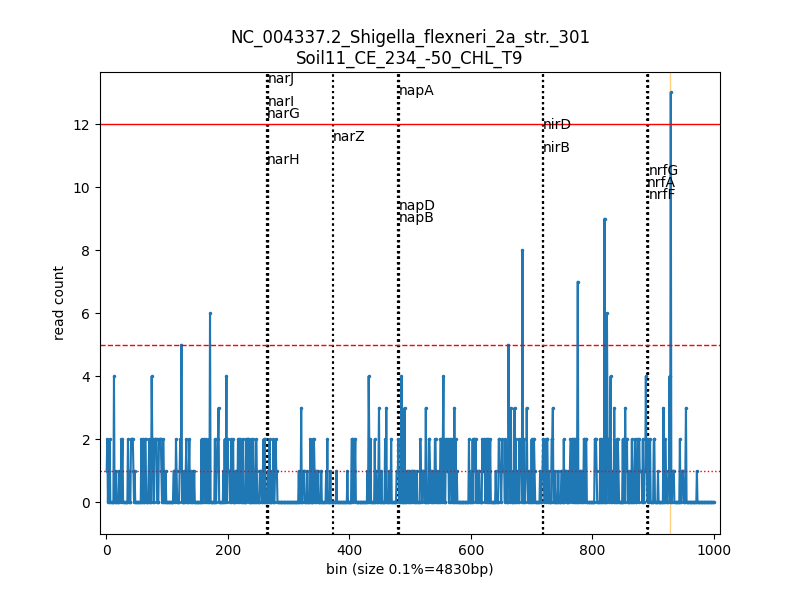 NC_004337.2_Shigella_flexneri_2a_str._301
Soil11_CE_234_-50_CHL_T9
narJ
narI
narG
narH
narZ
napA
napD
napB
nirD
nirB
nrfG
nrfA
nrfF
read count
12
10
8
6
4
2
0
0
200
400
600
800
1000
bin (size 0.1%=4830bp)